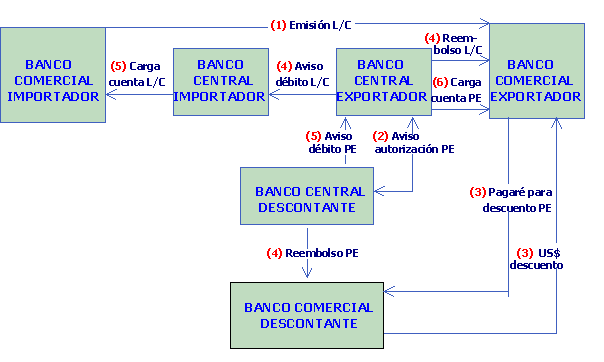 (1) Emisión L/C
BANCO
COMERCIAL
IMPORTADOR
(5) Carga
cuenta L/C
BANCO
CENTRAL
IMPORTADOR
(4) Aviso
débito L/C
BANCO
CENTRAL
EXPORTADOR
(4) Reem-
bolso L/C
(6) Carga
cuenta PE
BANCO
COMERCIAL
EXPORTADOR
(5) Aviso
débito PE
(2) Aviso
autorización PE
BANCO CENTRAL
DESCONTANTE
(3) Pagaré para
descuento PE
(4) Reembolso PE
(3) US$
descuento
BANCO COMERCIAL
DESCONTANTE